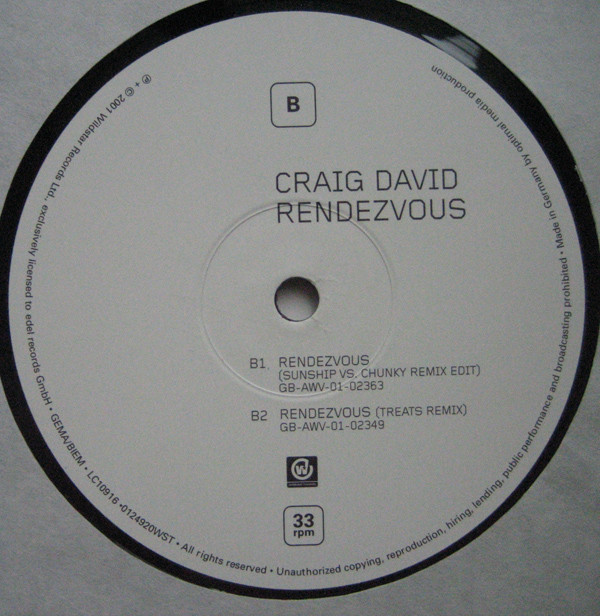 B
CRAIG DAVID
RENDEZVOUS
B1. RENDEZVOUS
(SUNSHIP VS. CHUNKY REMIX EDIT)
GB-AWV-01-02363
B2 RENDEZVOUS (TREATS REMIX)
GB-AWV-01-02349
W
33
rpm
℗ + © 2001 Wildstar Records Ltd., exclusively licensed to edel records GmbH • GEMA/BIEM • LC10916 •0124920WST • All rights reserved • Unauthorized copying, reproduction, hiring, lending, public performance and broadcasting prohibited • Made in Germany by optimal media production